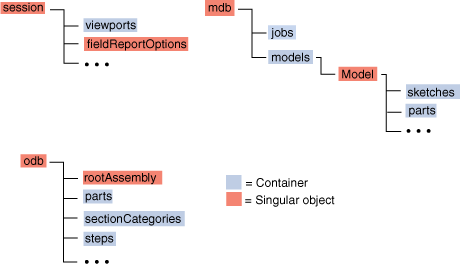 session
viewports
fieldReportOptions
• • •
mdb
jobs
models
Model
sketches
parts
• • •
odb
rootAssembly
parts
sectionCategories
steps
• • •
= Container
= Singular object